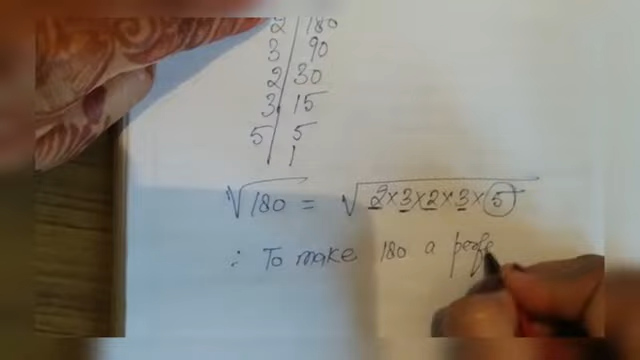 2 | 180
3 | 90
2 | 30
3 | 15
5 | 5
| 1
√180 = √2×3×2×3×5
∴ To make 180 a perfe